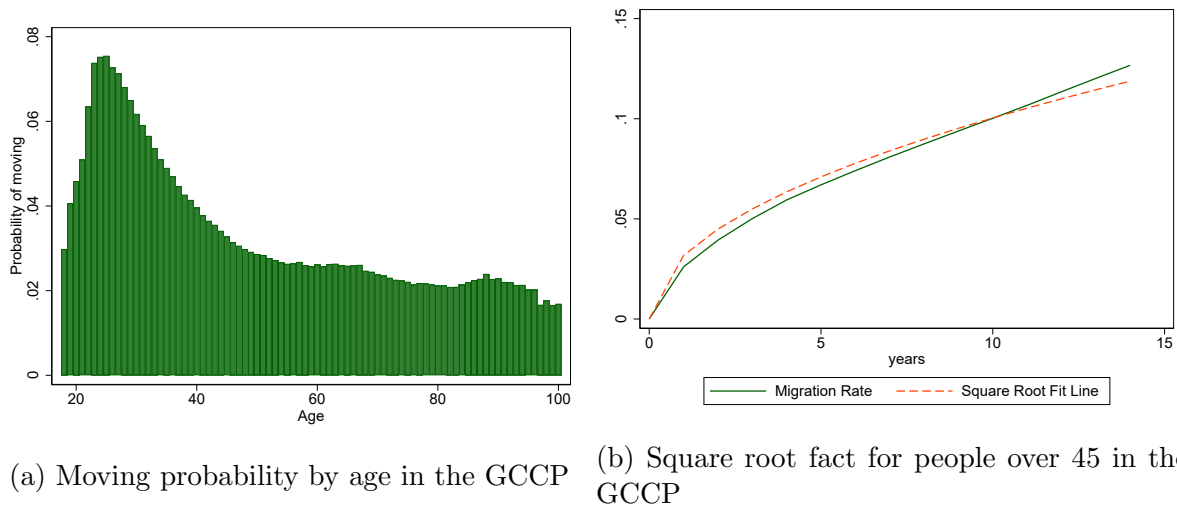 .08
.06
.04
.02
0
Probability of moving
20
40
60
80
100
Age
(a) Moving probability by age in the GCCP
.15
.1
.05
0
0
5
10
15
years
Migration Rate
Square Root Fit Line
(b) Square root fact for people over 45 in the
GCCP